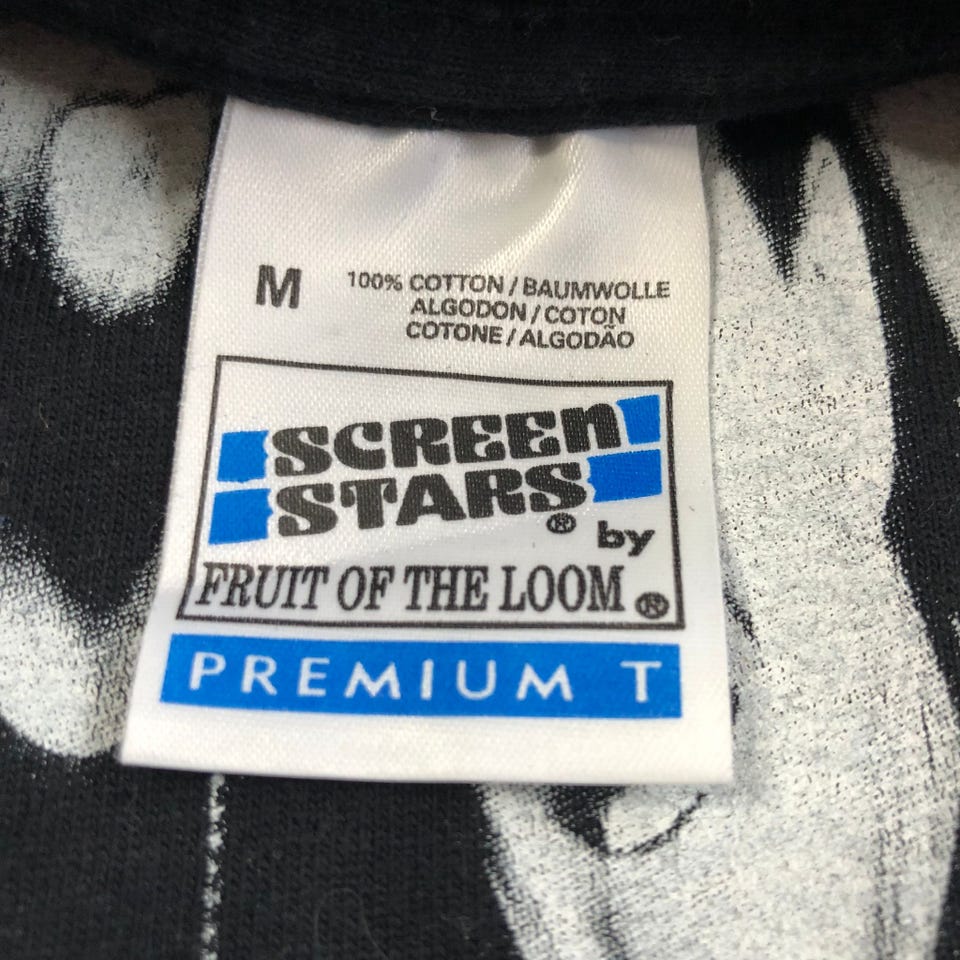 M
100% COTTON / BAUMWOLLE
ALGODON / COTON
COTONE / ALGODÃO
SCREEn
STARS®
by
FRUIT OF THE LOOM®
PREMIUM T